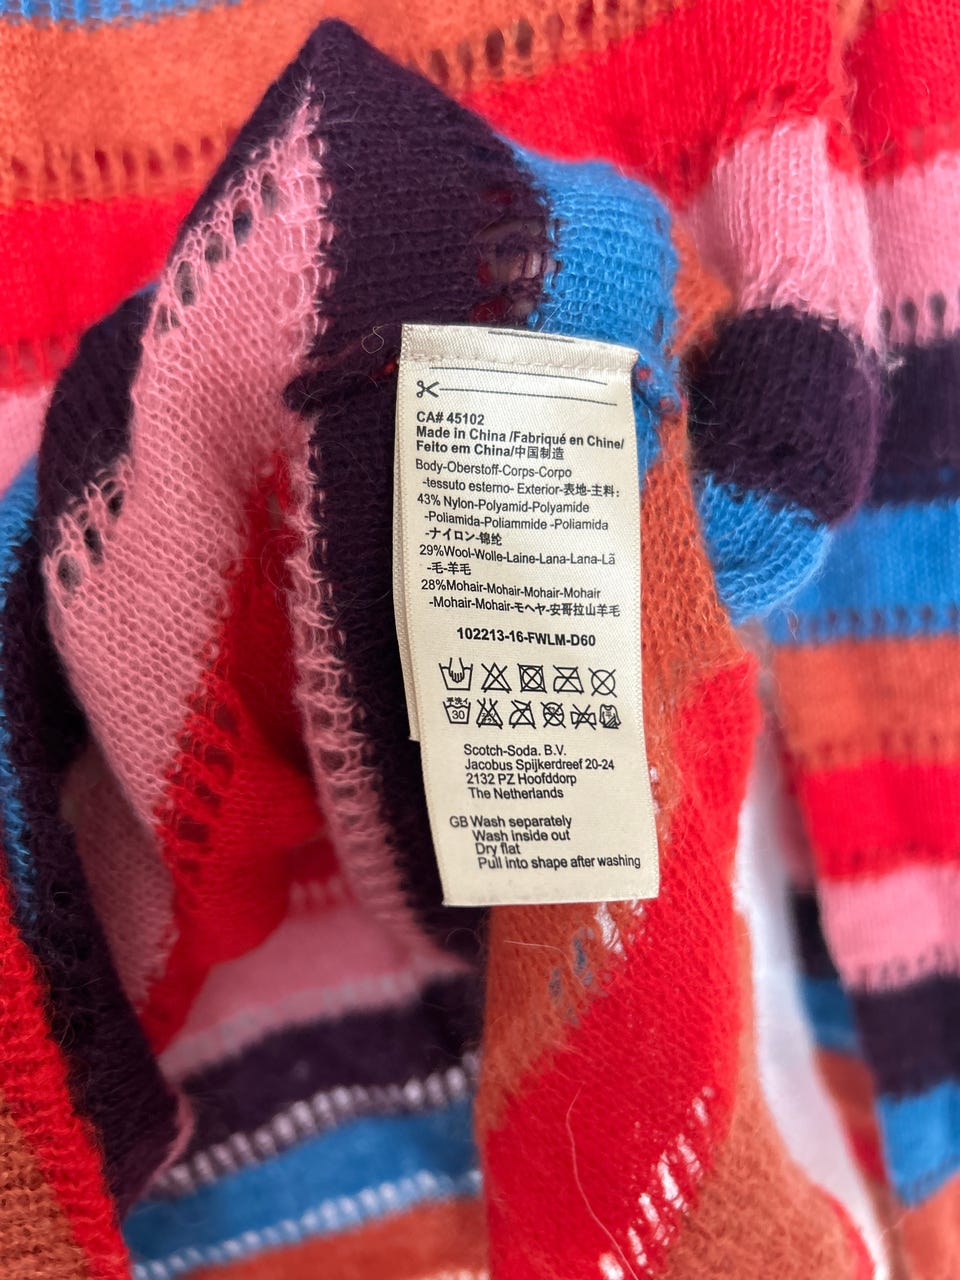 CA# 45102
Made in China /Fabriqué en Chine/
Feito em China/中国制造
Body-Oberstoff-Corps-Corpo
-tessuto esterno- Exterior-表地-主料:
43% Nylon-Polyamid-Polyamide
-Poliamida-Poliammide -Poliamida
-ナイロン-锦纶
29%Wool-Wolle-Laine-Lana-Lana-Lã
-毛-羊毛
28%Mohair-Mohair-Mohair-Mohair
-Mohair-Mohair-モヘヤ-安哥拉山羊毛
102213-16-FWLM-D60
30
Scotch-Soda. B.V.
Jacobus Spijkerdreef 20-24
2132 PZ Hoofddorp
The Netherlands
GB Wash separately
Wash inside out
Dry flat
Pull into shape after washing